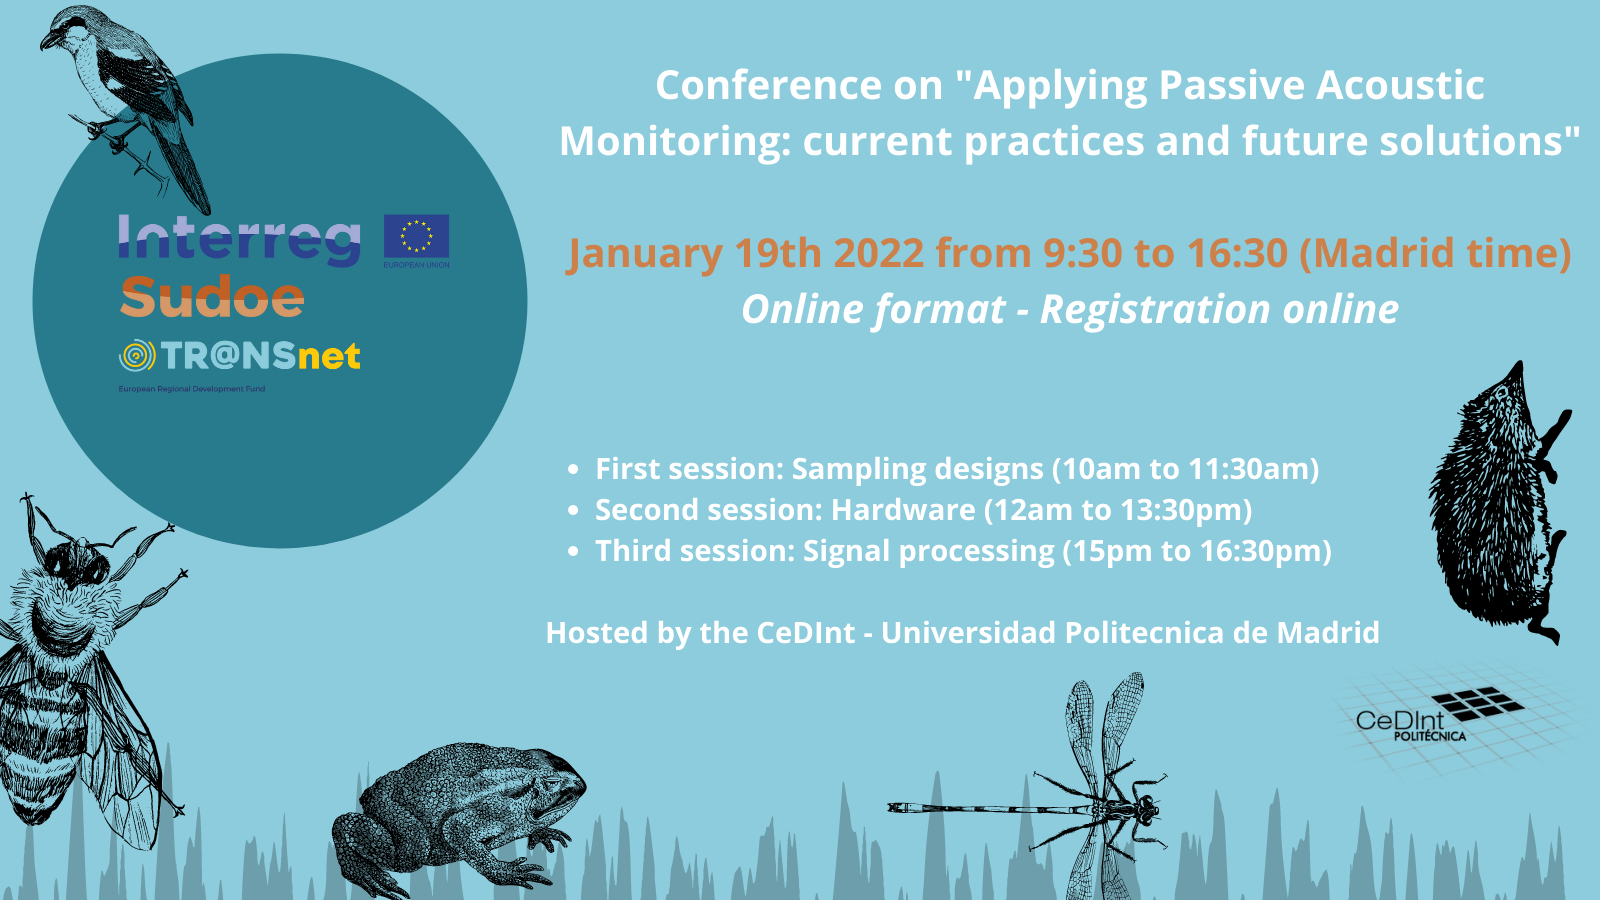 Conference on "Applying Passive Acoustic
Monitoring: current practices and future solutions"
January 19th 2022 from 9:30 to 16:30 (Madrid time)
Online format - Registration online
Interreg
EUROPEAN UNION
Sudoe
TR@NSnet
European Regional Development Fund
• First session: Sampling designs (10am to 11:30am)
• Second session: Hardware (12am to 13:30pm)
• Third session: Signal processing (15pm to 16:30pm)
Hosted by the CeDInt - Universidad Politecnica de Madrid
CeDInt
POLITÉCNICA